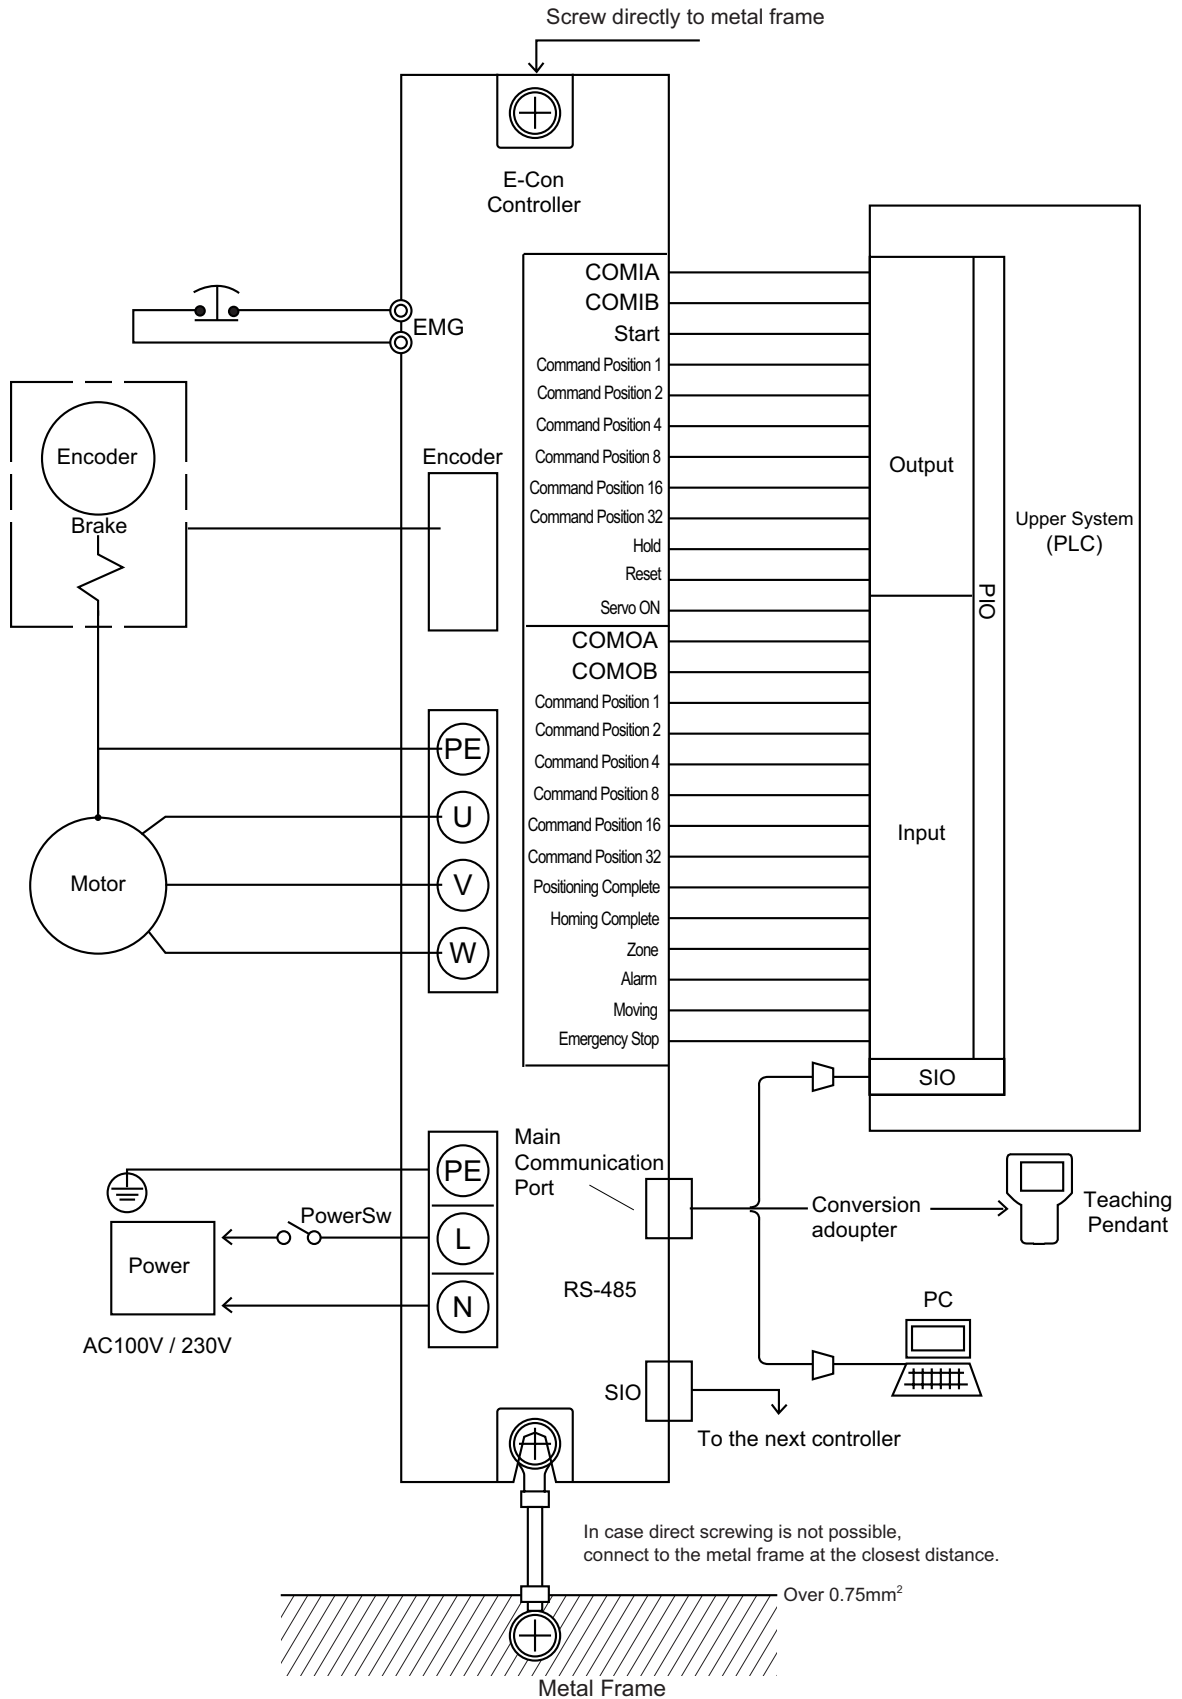 Screw directly to metal frame
E-Con
Controller
EMG
COMIA
COMIB
Start
Command Position 1
Command Position 2
Command Position 4
Command Position 8
Command Position 16
Command Position 32
Hold
Reset
Servo ON
COMOA
COMOB
Command Position 1
Command Position 2
Command Position 4
Command Position 8
Command Position 16
Command Position 32
Positioning Complete
Homing Complete
Zone
Alarm
Moving
Emergency Stop
Output
Input
PIO
SIO
Upper System
(PLC)
Encoder
Brake
Encoder
PE
U
V
W
Motor
PE
L
N
PowerSw
Power
AC100V / 230V
Main
Communication
Port
RS-485
SIO
Conversion
adoupter
Teaching
Pendant
PC
To the next controller
In case direct screwing is not possible,
connect to the metal frame at the closest distance.
Over 0.75mm²
Metal Frame